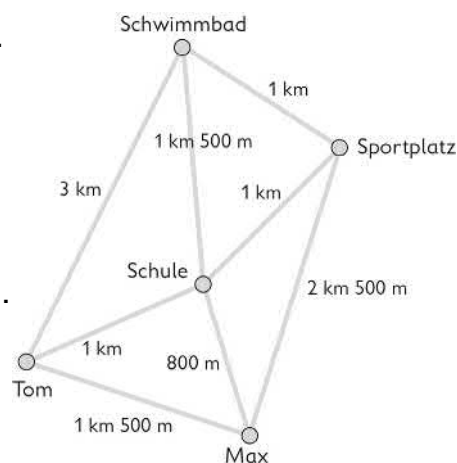 Schwimmbad
1 km
1 km 500 m
Sportplatz
3 km
1 km
Schule
2 km 500 m
1 km
800 m
Tom
1 km 500 m
Max